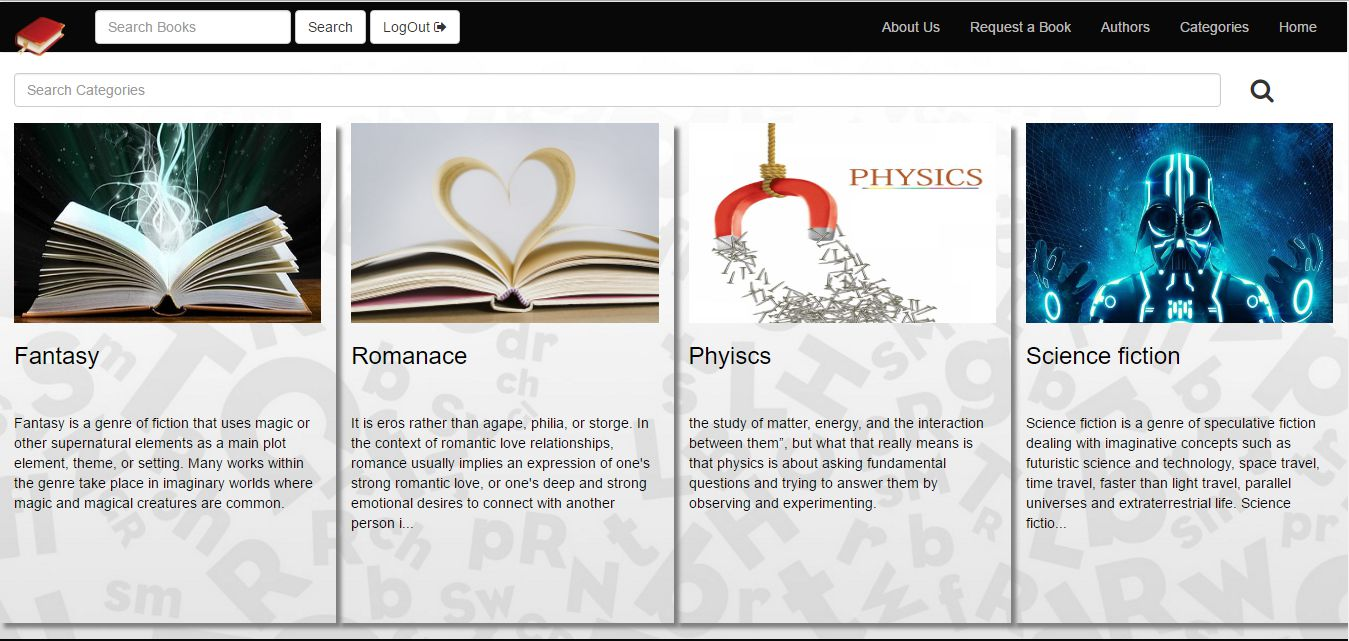 Search Books Search LogOut About Us Request a Book Authors Categories Home
Search Categories
PHYSICS
Fantasy
Fantasy is a genre of fiction that uses magic or
other supernatural elements as a main plot
element, theme, or setting. Many works within
the genre take place in imaginary worlds where
magic and magical creatures are common.
Romanace
It is eros rather than agape, philia, or storge. In
the context of romantic love relationships,
romance usually implies an expression of one's
strong romantic love, or one's deep and strong
emotional desires to connect with another
person i...
Phyiscs
the study of matter, energy, and the interaction
between them”, but what that really means is
that physics is about asking fundamental
questions and trying to answer them by
observing and experimenting.
Science fiction
Science fiction is a genre of speculative fiction
dealing with imaginative concepts such as
futuristic science and technology, space travel,
time travel, faster than light travel, parallel
universes and extraterrestrial life. Science
fictio...